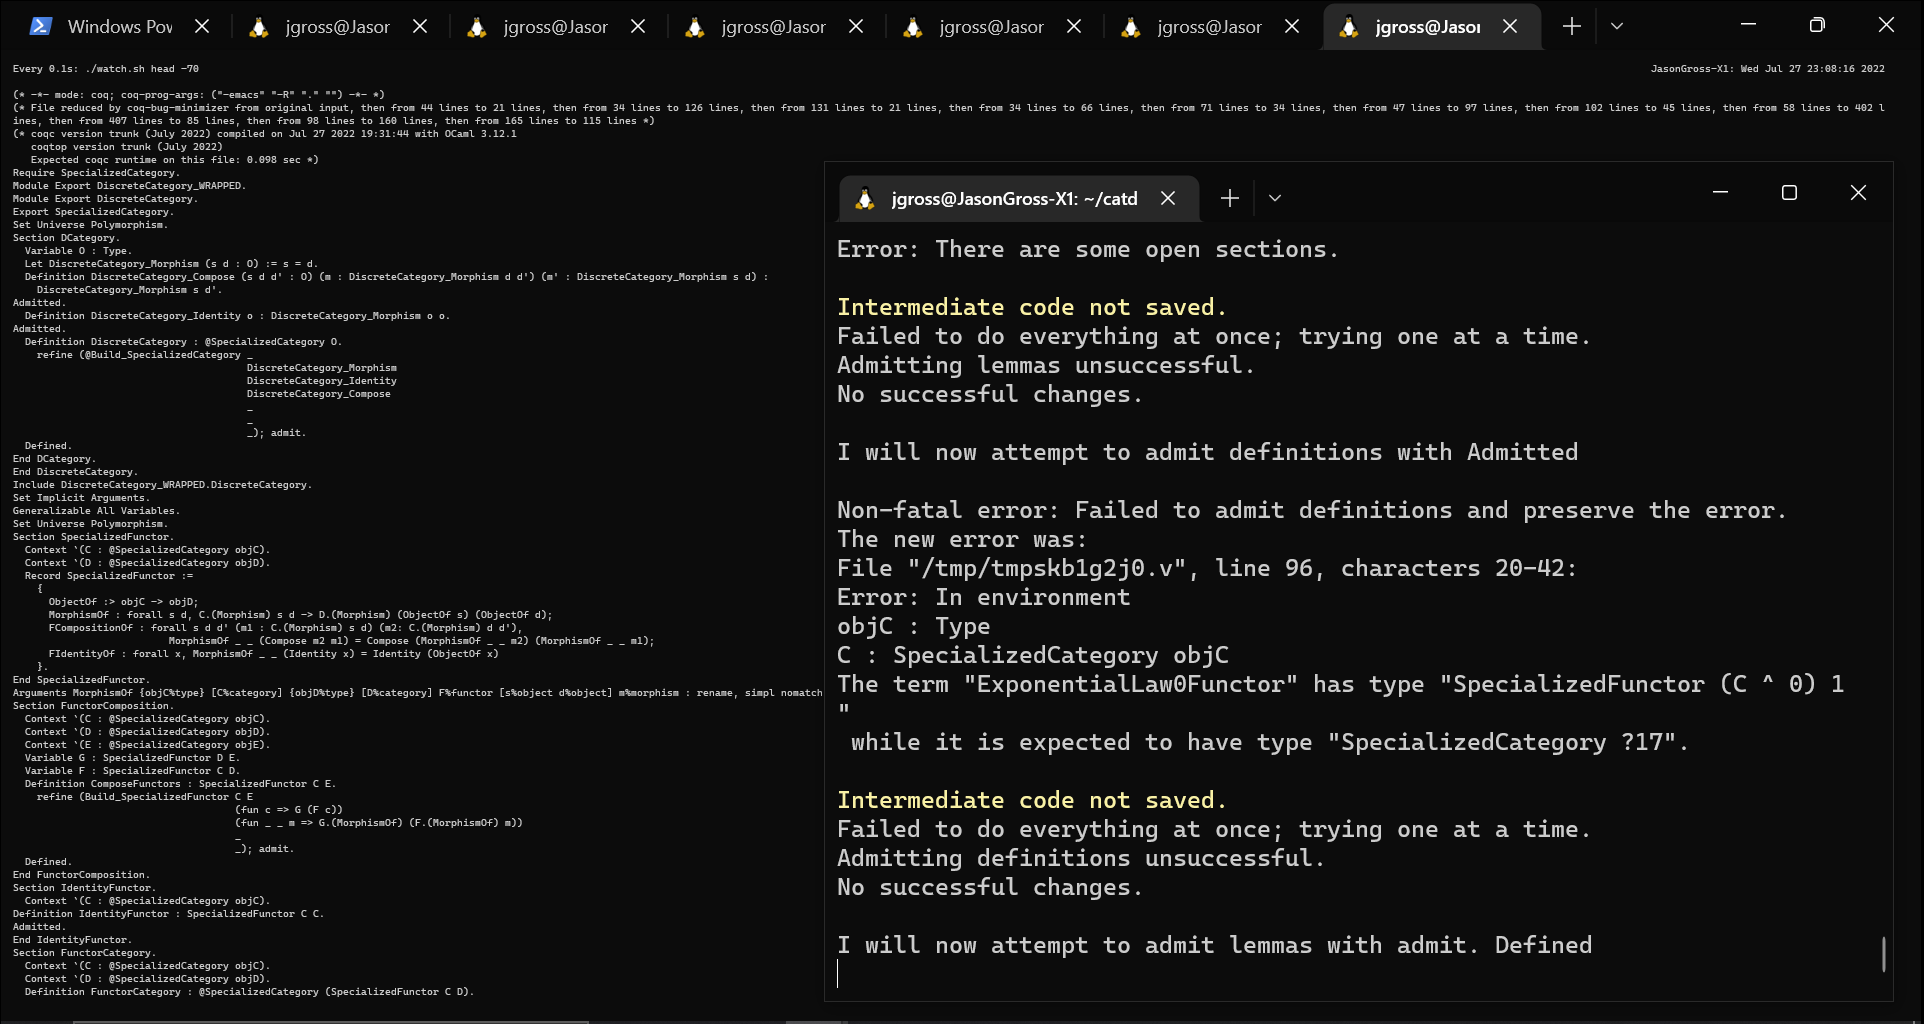 Windows Pov
jgross@Jasor
jgross@Jasor
jgross@Jasor
jgross@Jasor
jgross@Jasor
jgross@Jasor
Every 0.1s: ./watch.sh head -70
JasonGross-X1: Wed Jul 27 23:08:16 2022
(* -*- mode: coq; coq-prog-args: ("-emacs" "-R" "." "") -*- *)
(* File reduced by coq-bug-minimizer from original input, then from 44 lines to 21 lines, then from 34 lines to 126 lines, then from 131 lines to 21 lines, then from 34 lines to 66 lines, then from 71 lines to 34 lines, then from 47 lines to 97 lines, then from 102 lines to 45 lines, then from 58 lines to 402 l
ines, then from 407 lines to 85 lines, then from 98 lines to 160 lines, then from 165 lines to 115 lines *)
(* coqc version trunk (July 2022) compiled on Jul 27 2022 19:31:44 with OCaml 3.12.1
coqtop version trunk (July 2022)
Expected coqc runtime on this file: 0.098 sec *)
Require SpecializedCategory.
Module Export DiscreteCategory_WRAPPED.
Module Export DiscreteCategory.
Export SpecializedCategory.
Set Universe Polymorphism.
Section DCategory.
Variable O : Type.
Let DiscreteCategory_Morphism (s d : O) := s = d.
Definition DiscreteCategory_Compose (s d d' : O) (m : DiscreteCategory_Morphism d d') (m' : DiscreteCategory_Morphism s d) :
DiscreteCategory_Morphism s d'.
Admitted.
Definition DiscreteCategory_Identity o : DiscreteCategory_Morphism o o.
Admitted.
Definition DiscreteCategory : @SpecializedCategory O.
refine (@Build_SpecializedCategory _
DiscreteCategory_Morphism
DiscreteCategory_Identity
DiscreteCategory_Compose
_
_
_); admit.
Defined.
End DCategory.
End DiscreteCategory.
Include DiscreteCategory_WRAPPED.DiscreteCategory.
Set Implicit Arguments.
Generalizable All Variables.
Set Universe Polymorphism.
Section SpecializedFunctor.
Context `(C : @SpecializedCategory objC).
Context `(D : @SpecializedCategory objD).
Record SpecializedFunctor :=
{
ObjectOf :> objC -> objD;
MorphismOf : forall s d, C.(Morphism) s d -> D.(Morphism) (ObjectOf s) (ObjectOf d);
FCompositionOf : forall s d d' (m1 : C.(Morphism) s d) (m2: C.(Morphism) d d'),
MorphismOf _ _ (Compose m2 m1) = Compose (MorphismOf _ _ m2) (MorphismOf _ _ m1);
FIdentityOf : forall x, MorphismOf _ _ (Identity x) = Identity (ObjectOf x)
}.
End SpecializedFunctor.
Arguments MorphismOf {objC%type} [C%category] {objD%type} [D%category] F%functor [s%object d%object] m%morphism : rename, simpl nomatch
Section FunctorComposition.
Context `(C : @SpecializedCategory objC).
Context `(D : @SpecializedCategory objD).
Context `(E : @SpecializedCategory objE).
Variable G : SpecializedFunctor D E.
Variable F : SpecializedFunctor C D.
Definition ComposeFunctors : SpecializedFunctor C E.
refine (Build_SpecializedFunctor C E
(fun c => G (F c))
(fun _ _ m => G.(MorphismOf) (F.(MorphismOf) m))
_
_); admit.
Defined.
End FunctorComposition.
Section IdentityFunctor.
Context `(C : @SpecializedCategory objC).
Definition IdentityFunctor : SpecializedFunctor C C.
Admitted.
End IdentityFunctor.
Section FunctorCategory.
Context `(C : @SpecializedCategory objC).
Context `(D : @SpecializedCategory objD).
Definition FunctorCategory : @SpecializedCategory (SpecializedFunctor C D).
jgross@JasonGross-X1: ~/catd
Error: There are some open sections.
Intermediate code not saved.
Failed to do everything at once; trying one at a time.
Admitting lemmas unsuccessful.
No successful changes.
I will now attempt to admit definitions with Admitted
Non-fatal error: Failed to admit definitions and preserve the error.
The new error was:
File "/tmp/tmpskb1g2j0.v", line 96, characters 20-42:
Error: In environment
objC : Type
C : SpecializedCategory objC
The term "ExponentialLaw0Functor" has type "SpecializedFunctor (C ^ 0) 1
"
while it is expected to have type "SpecializedCategory ?17".
Intermediate code not saved.
Failed to do everything at once; trying one at a time.
Admitting definitions unsuccessful.
No successful changes.
I will now attempt to admit lemmas with admit. Defined